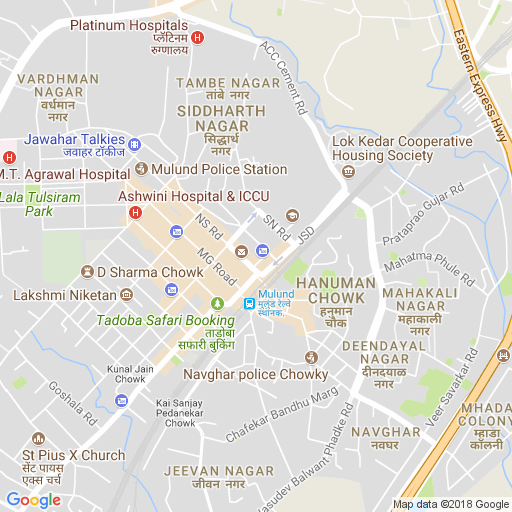 Platinum Hospitals
प्लॅटिनम
रुग्णालय
ACC Cement Rd
Eastern Express Hwy
VARDHMAN
NAGAR
वर्धमान
नगर
TAMBE NAGAR
तांबे नगर
SIDDHARTH
NAGAR
सिद्धार्थ
नगर
Jawahar Talkies
जवाहर टॉकीज
Lok Kedar Cooperative
Housing Society
Mulund Police Station
M.T. Agrawal Hospital
Lala Tulsiram
Park
Ashwini Hospital & ICCU
Prataprao Gujar Rd
NS Rd
SN Rd
JSD
MG Road
Mahatma Phule Rd
D Sharma Chowk
Lakshmi Niketan
HANUMAN
CHOWK
हनुमान
चौक
Mulund
मुलुंड रेल्वे
स्थानक.
MAHAKALI
NAGAR
महाकाली
नगर
Tadoba Safari Booking
ताडोबा
सफारी बुकिंग
DEENDAYAL
NAGAR
दीनदयाळ
नगर
Kunal Jain
Chowk
Navghar police Chowky
Goshala Rd
Kai Sanjay
Pedanekar
Chowk
Chafekar Bandhu Marg
Veer Savarkar Rd
MHADA
COLONY
म्हाडा
कॉलनी
NAVGHAR
नवघर
St Pius X Church
सेंट पायस
एक्स चर्च
JEEVAN NAGAR
जीवन नगर
Vasudev Balwant Phadke Rd
Google
Map data ©2018 Google